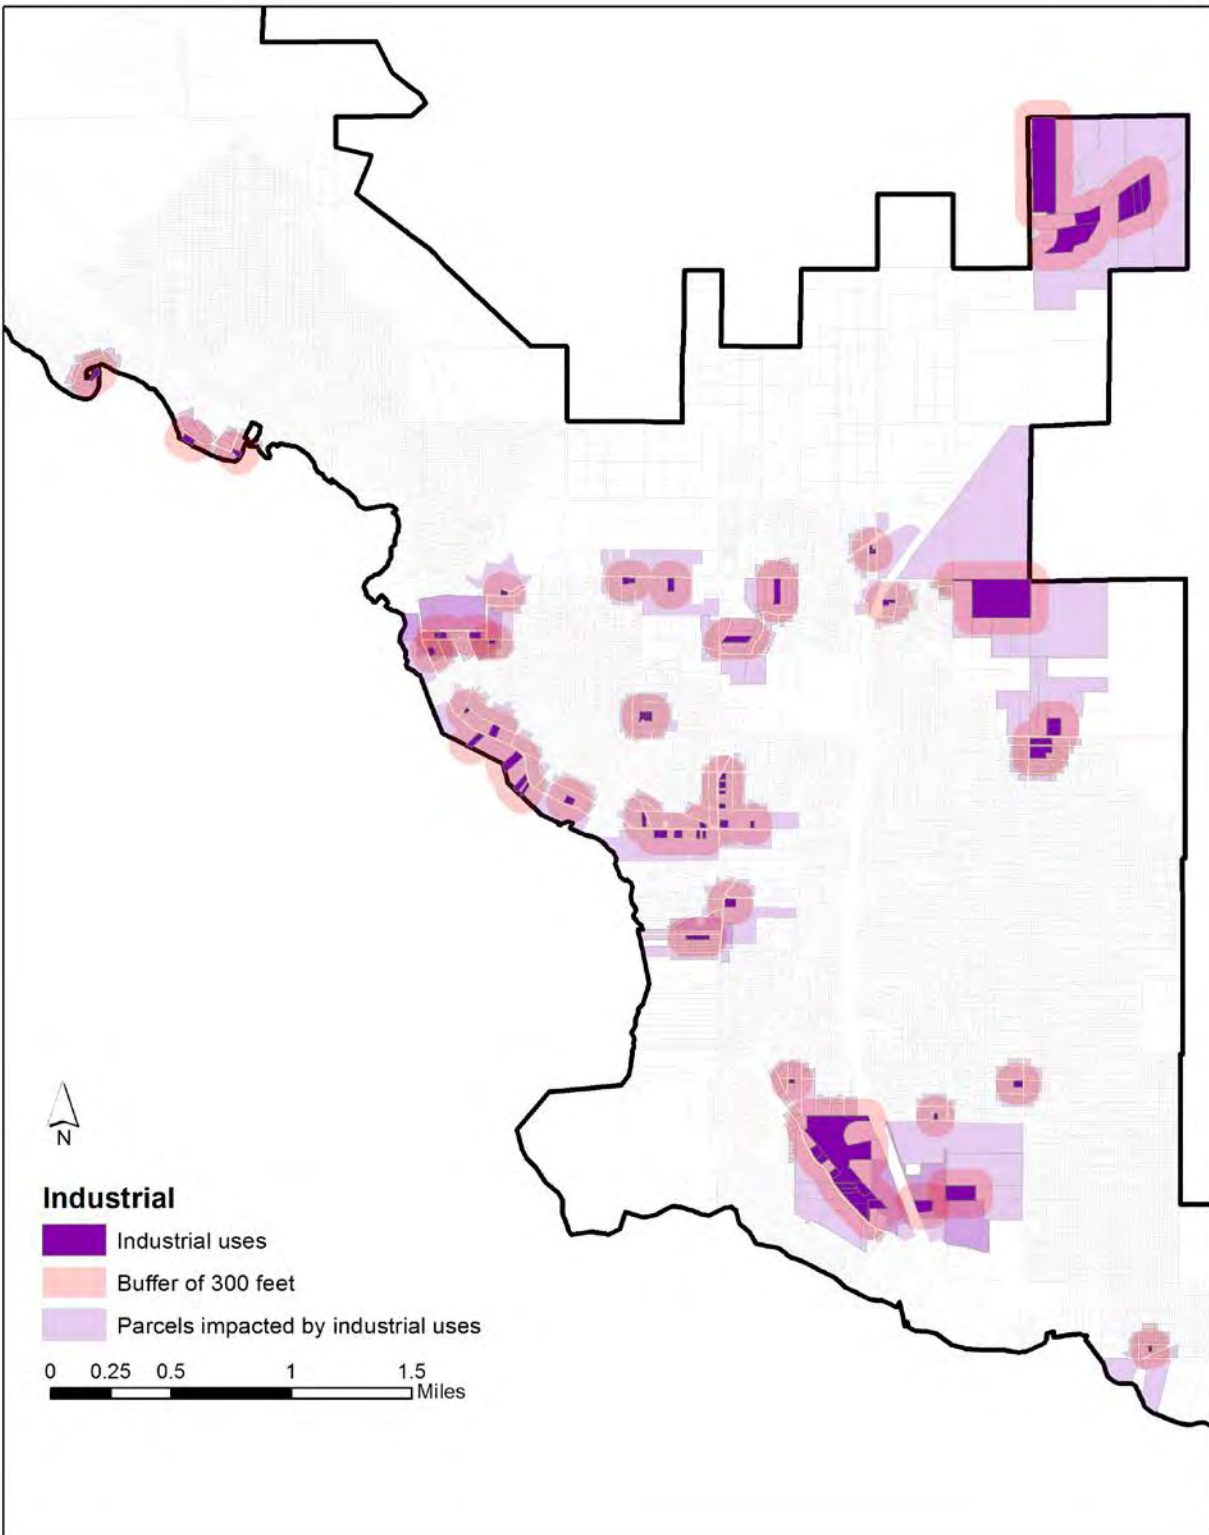 N
Industrial
Industrial uses
Buffer of 300 feet
Parcels impacted by industrial uses
0 0.25 0.5 1 1.5
Miles